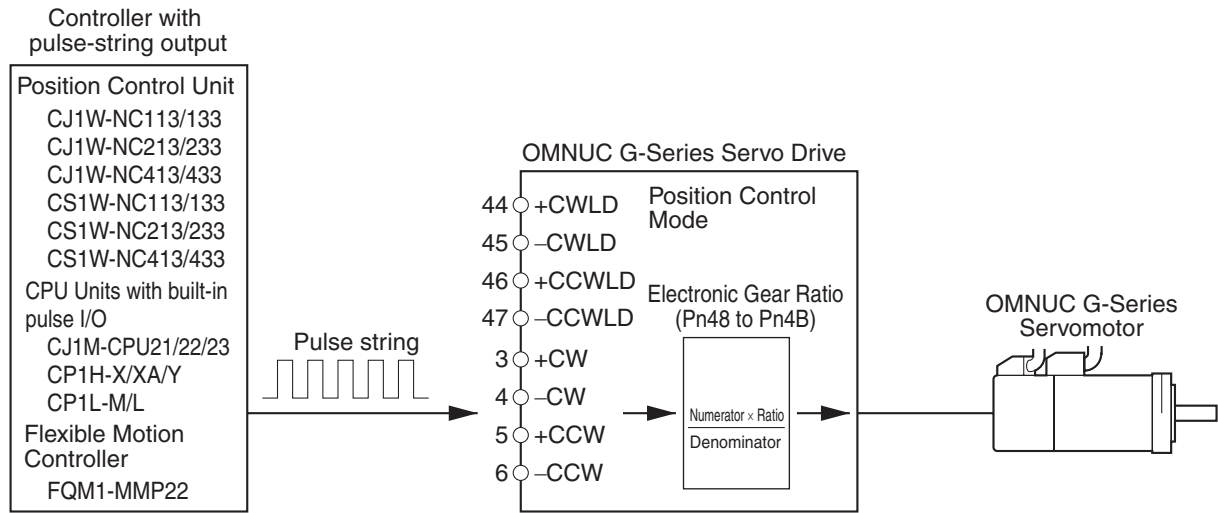 Controller with
pulse-string output
Position Control Unit
CJ1W-NC113/133
CJ1W-NC213/233
CJ1W-NC413/433
CS1W-NC113/133
CS1W-NC213/233
CS1W-NC413/433
CPU Units with built-in
pulse I/O
CJ1M-CPU21/22/23
CP1H-X/XA/Y
CP1L-M/L
Flexible Motion
Controller
FQM1-MMP22
Pulse string
OMNUC G-Series Servo Drive
44 +CWLD
45 –CWLD
46 +CCWLD
47 –CCWLD
3 +CW
4 –CW
5 +CCW
6 –CCW
Position Control
Mode
Electronic Gear Ratio
(Pn48 to Pn4B)
Numerator × Ratio
Denominator
OMNUC G-Series
Servomotor